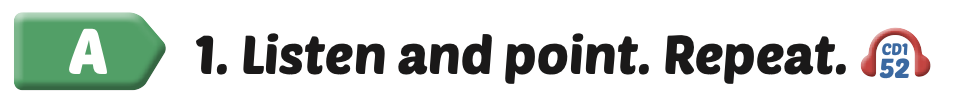 A 1. Listen and point. Repeat. CD1
52